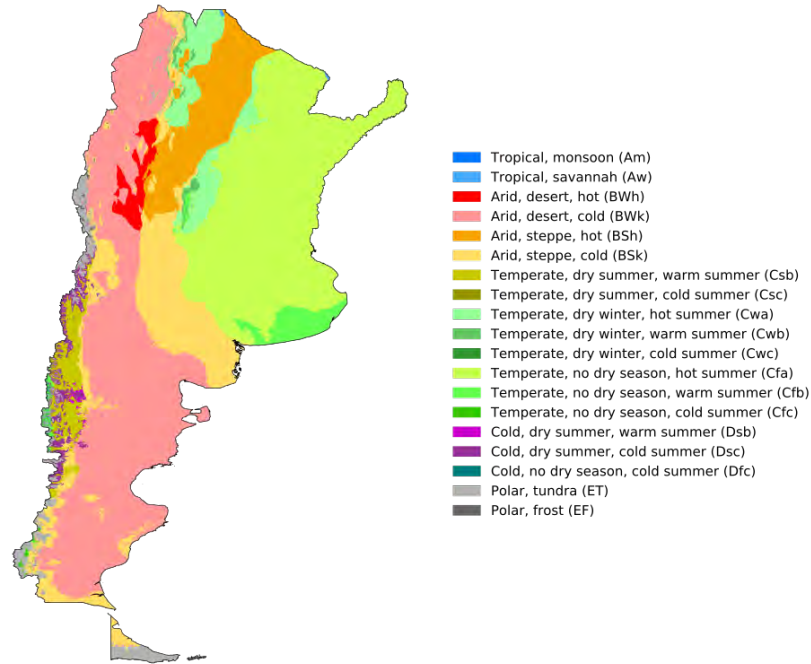 Tropical, monsoon (Am)
Tropical, savannah (Aw)
Arid, desert, hot (BWh)
Arid, desert, cold (BWk)
Arid, steppe, hot (BSh)
Arid, steppe, cold (BSk)
Temperate, dry summer, warm summer (Csb)
Temperate, dry summer, cold summer (Csc)
Temperate, dry winter, hot summer (Cwa)
Temperate, dry winter, warm summer (Cwb)
Temperate, dry winter, cold summer (Cwc)
Temperate, no dry season, hot summer (Cfa)
Temperate, no dry season, warm summer (Cfb)
Temperate, no dry season, cold summer (Cfc)
Cold, dry summer, warm summer (Dsb)
Cold, dry summer, cold summer (Dsc)
Cold, no dry season, cold summer (Dfc)
Polar, tundra (ET)
Polar, frost (EF)